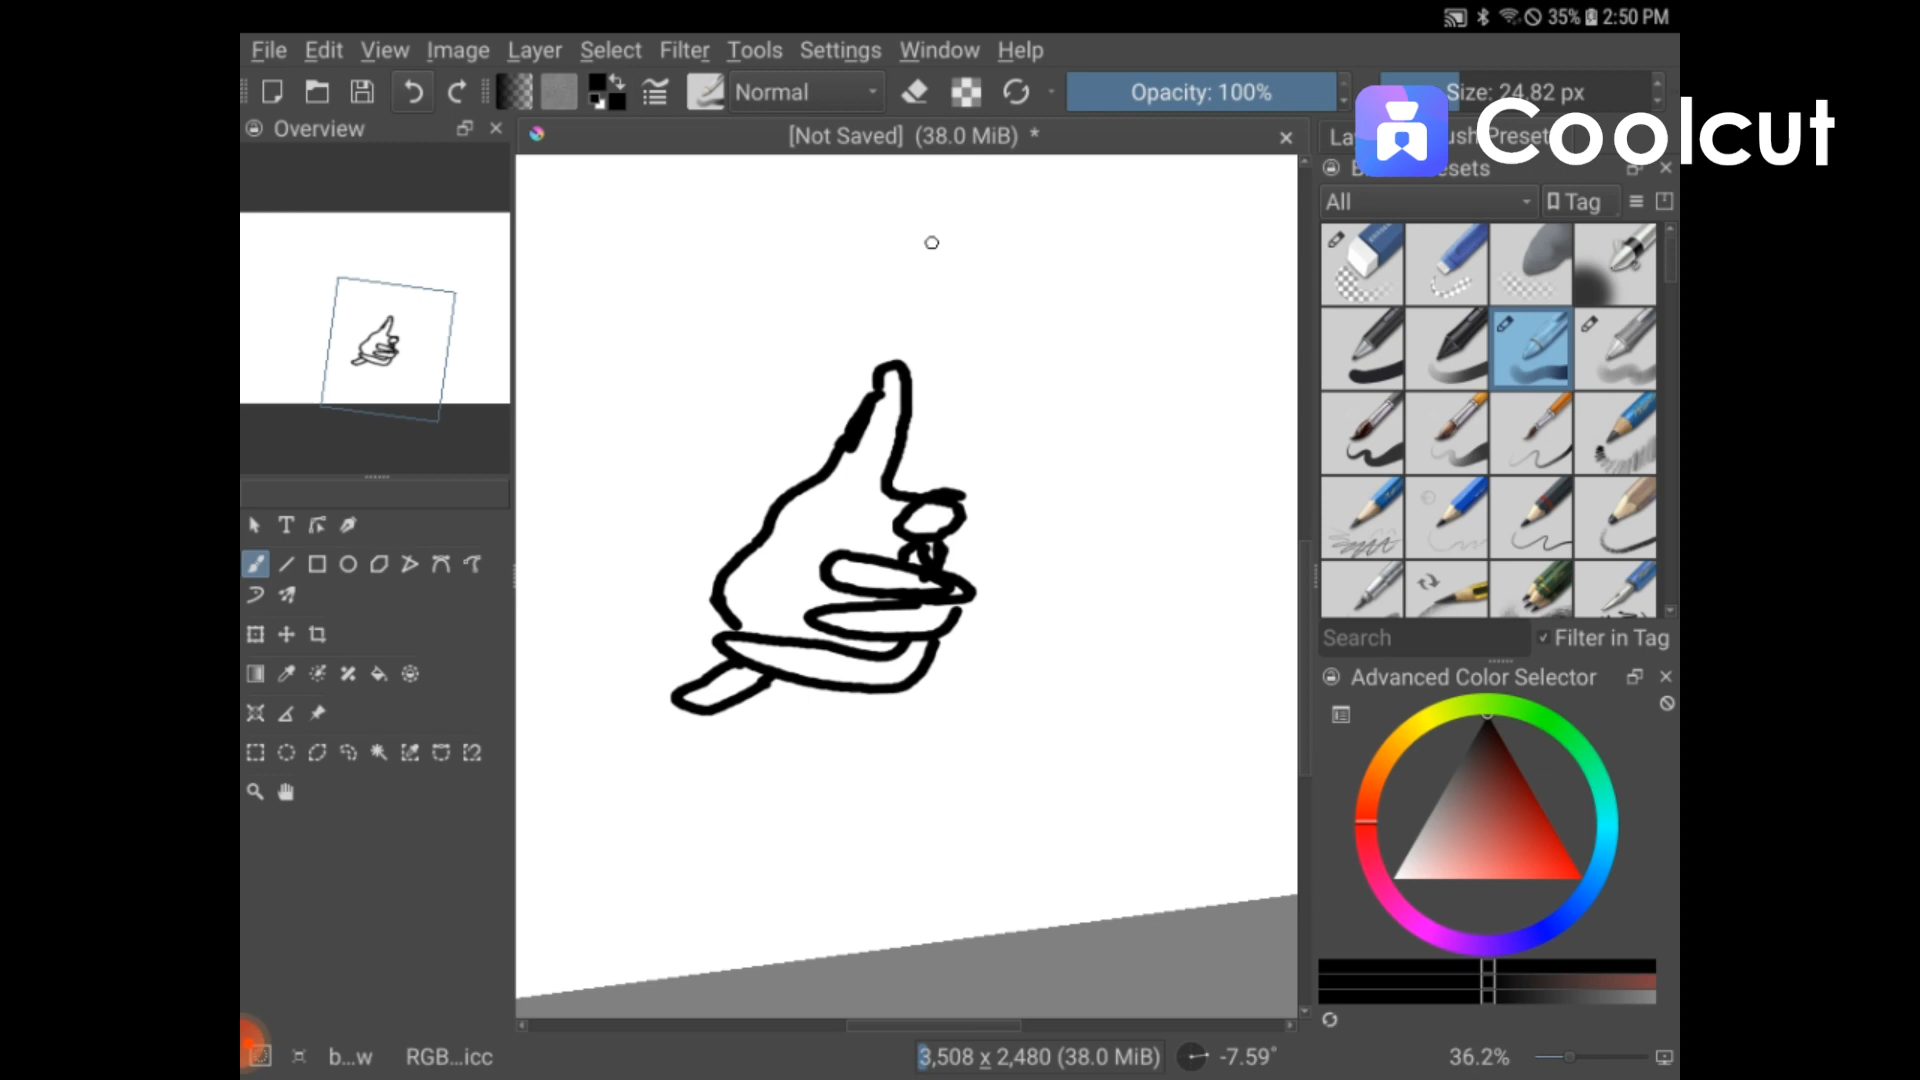 35% 2:50 PM
File Edit View Image Layer Select Filter Tools Settings Window Help
Normal Opacity: 100% Size: 24.82 px
Coolcut
Overview
[Not Saved] (38.0 MiB) *
All Tag
Search Filter in Tag
Advanced Color Selector
b...w RGB...icc 3,508 x 2,480 (38.0 MiB) -7.59° 36.2%